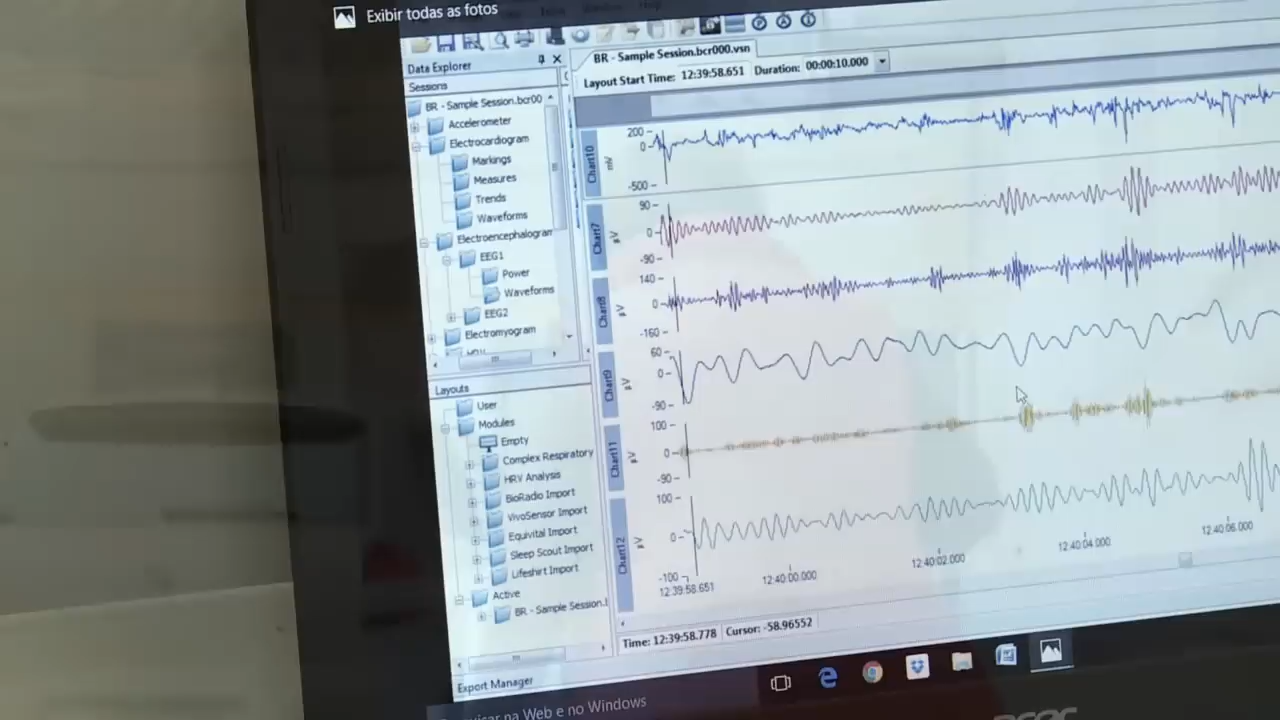 Exibir todas as fotos
Data Explorer
Sessions
BR - Sample Session.bcr00
Accelerometer
Electrocardiogram
Markings
Measures
Trends
Waveforms
Electroencephalogram
EEG1
Power
Waveforms
EEG2
Electromyogram
Layouts
User
Modules
Empty
Complex Respiratory
HRV Analysis
BioRadio Import
VivoSensor Import
Equivital Import
Sleep Scout Import
Lifeshirt Import
Active
BR - Sample Session.
Export Manager
BR - Sample Session.bcr000.vsn
Layout Start Time: 12:39:58.651 Duration: 00:00:10.000
Chart10 mV 200 0 -500
Chart7 µV 90 0 -90
Chart8 µV 140 0 -160
Chart9 µV 60 0 -90
Chart11 µV 100 0 -90
Chart12 µV 100 0 -100
12:39:58.651 12:40:00.000 12:40:02.000 12:40:04.000 12:40:06.000
Time: 12:39:58.778 Cursor: -58.96552
na Web e no Windows
acer